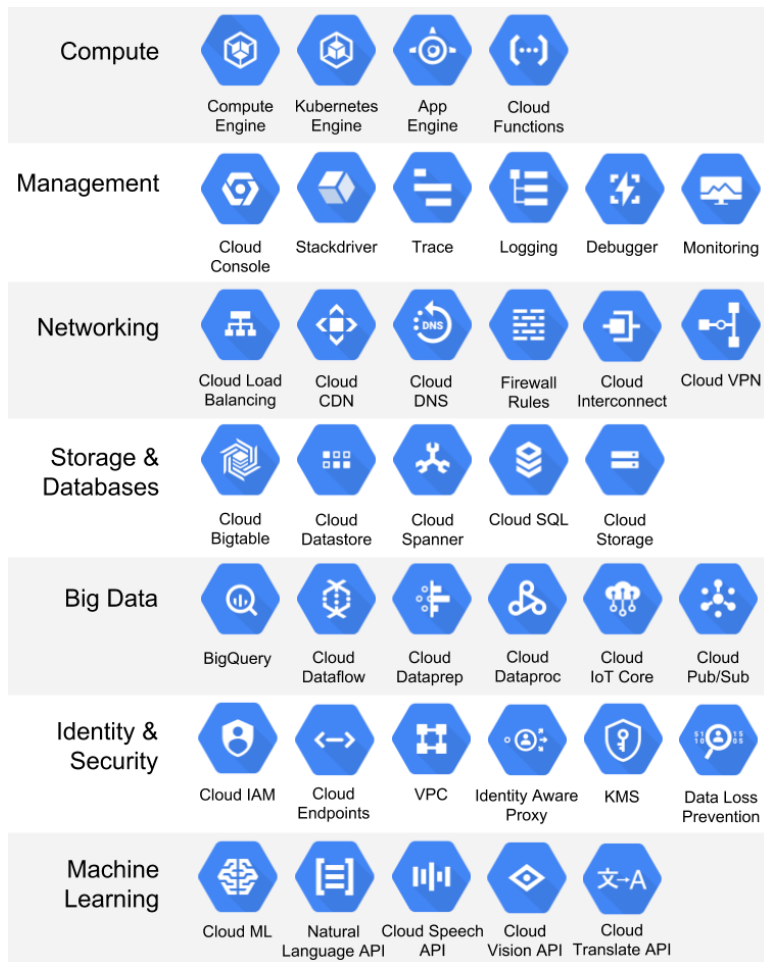 Compute
Compute
Engine
Kubernetes
Engine
App
Engine
Cloud
Functions
Management
Cloud
Console
Stackdriver
Trace
Logging
Debugger
Monitoring
Networking
DNS
Cloud Load
Balancing
Cloud
CDN
Cloud
DNS
Firewall
Rules
Cloud
Interconnect
Cloud VPN
Storage &
Databases
Cloud
Bigtable
Cloud
Datastore
Cloud
Spanner
Cloud SQL
Cloud
Storage
Big Data
BigQuery
Cloud
Dataflow
Cloud
Dataprep
Cloud
Dataproc
Cloud
IoT Core
Cloud
Pub/Sub
Identity &
Security
51 15
10 05
Cloud IAM
Cloud
Endpoints
VPC
Identity Aware
Proxy
KMS
Data Loss
Prevention
Machine
Learning
文→A
Cloud ML
Natural
Language API
Cloud Speech
API
Cloud
Vision API
Cloud
Translate API